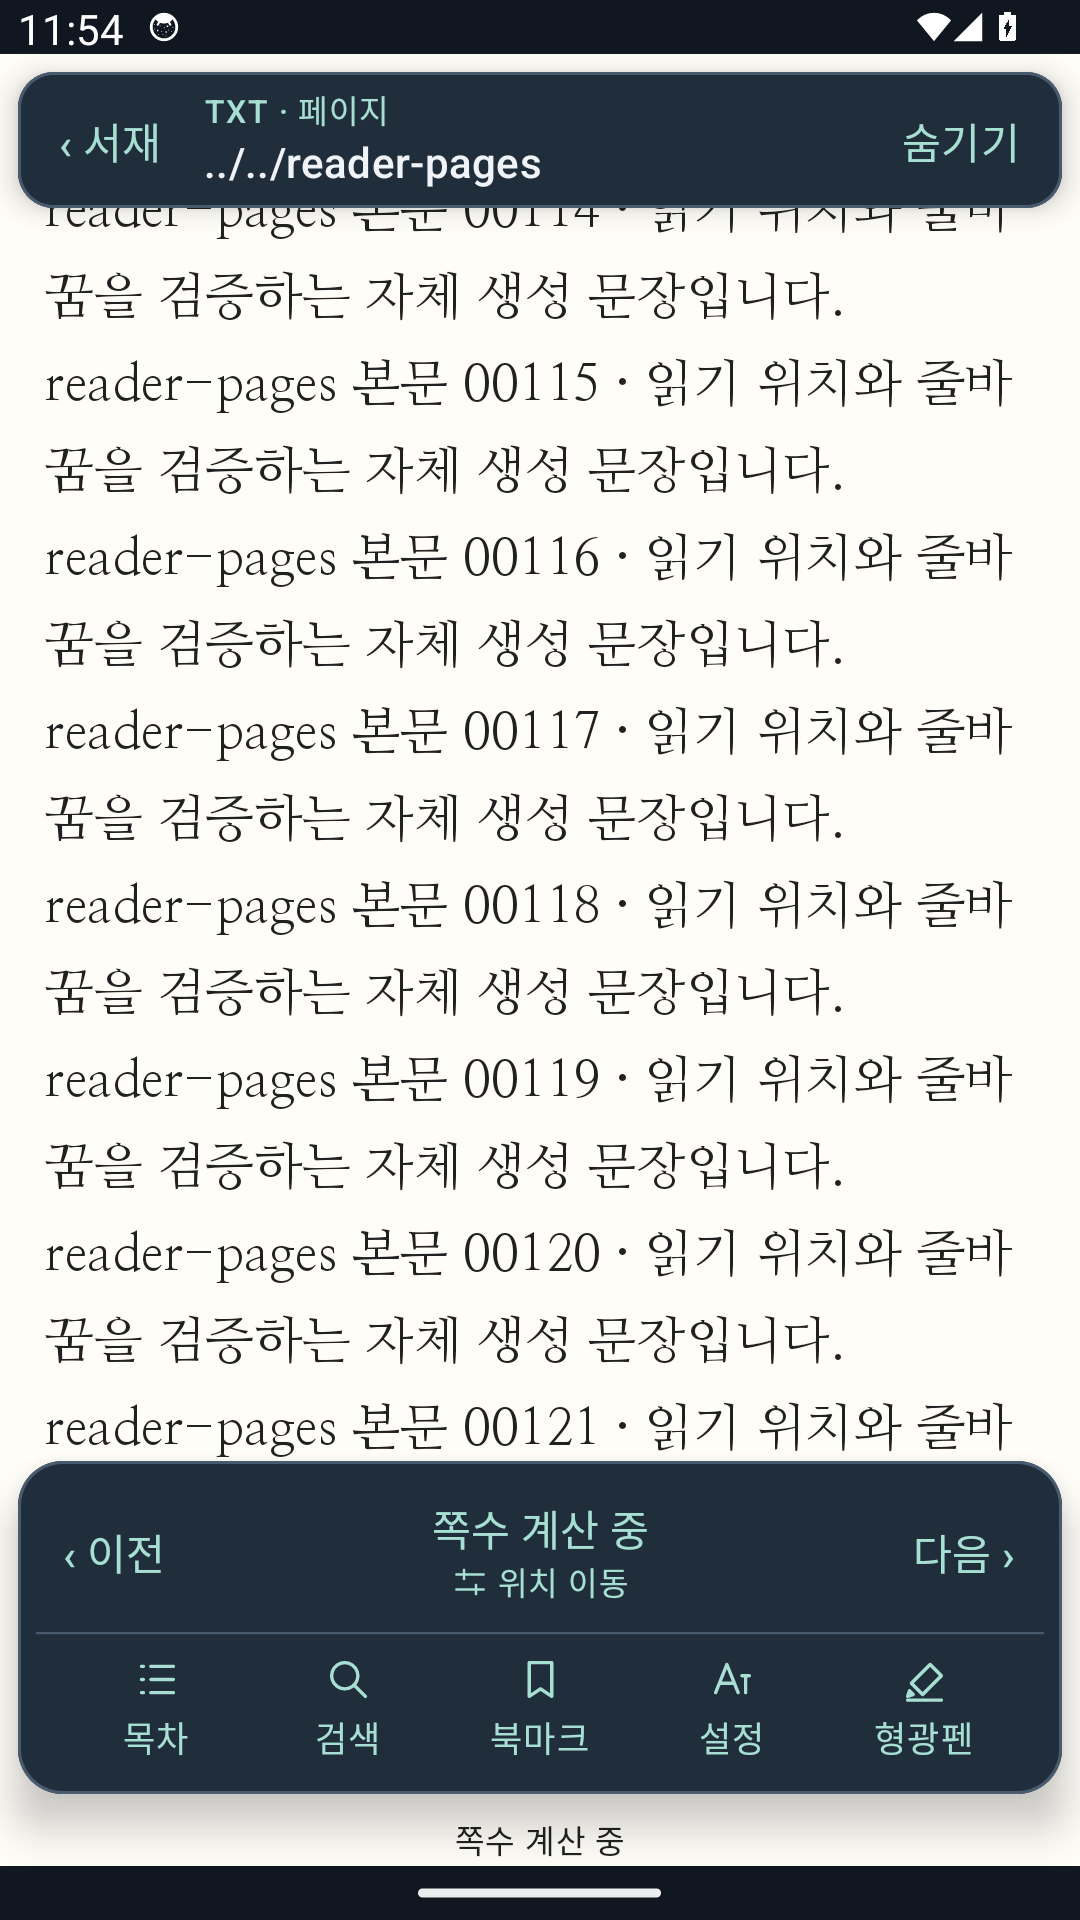 11:54
‹ 서재
TXT · 페이지
../../reader-pages
숨기기
reader-pages 본문 00114 · 읽기 위치와 줄바
꿈을 검증하는 자체 생성 문장입니다.
reader-pages 본문 00115 · 읽기 위치와 줄바
꿈을 검증하는 자체 생성 문장입니다.
reader-pages 본문 00116 · 읽기 위치와 줄바
꿈을 검증하는 자체 생성 문장입니다.
reader-pages 본문 00117 · 읽기 위치와 줄바
꿈을 검증하는 자체 생성 문장입니다.
reader-pages 본문 00118 · 읽기 위치와 줄바
꿈을 검증하는 자체 생성 문장입니다.
reader-pages 본문 00119 · 읽기 위치와 줄바
꿈을 검증하는 자체 생성 문장입니다.
reader-pages 본문 00120 · 읽기 위치와 줄바
꿈을 검증하는 자체 생성 문장입니다.
reader-pages 본문 00121 · 읽기 위치와 줄바
‹ 이전
쪽수 계산 중
위치 이동
다음 ›
목차
검색
북마크
설정
형광펜
쪽수 계산 중